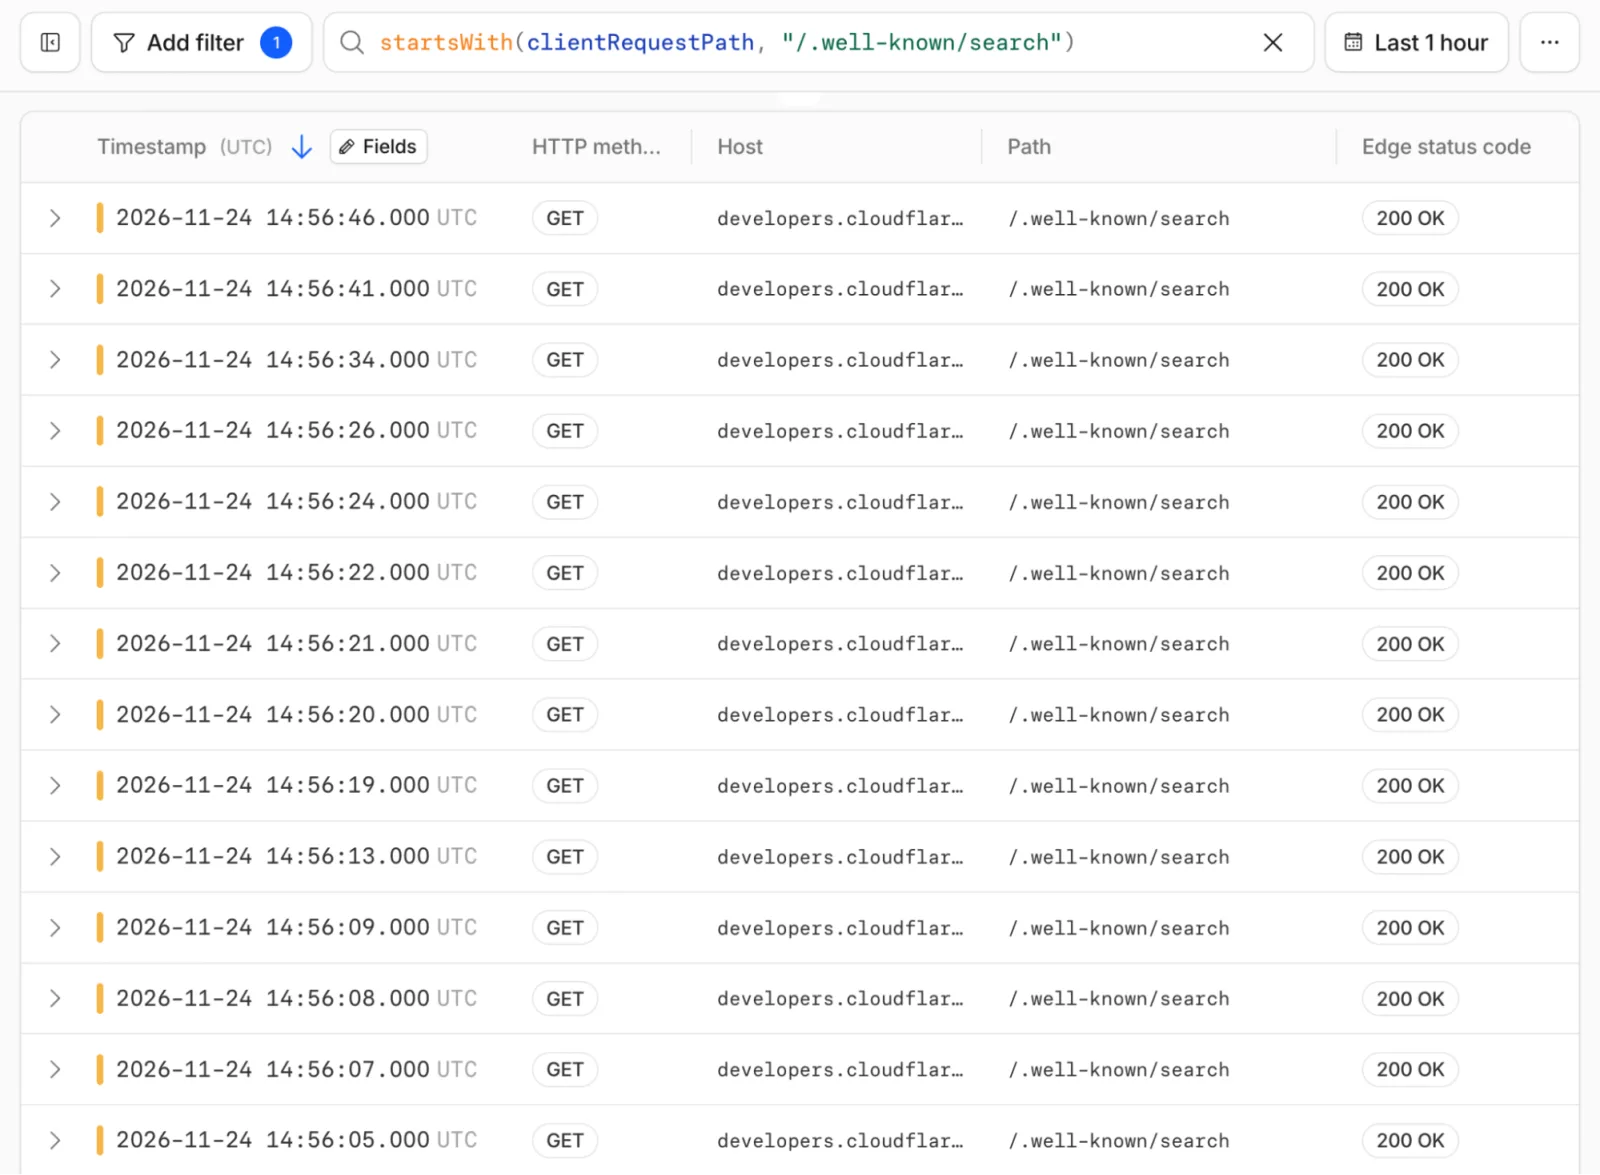 Add filter 1 startsWith(clientRequestPath, "/.well-known/search") Last 1 hour ...
Timestamp (UTC) Fields HTTP meth... Host Path Edge status code
2026-11-24 14:56:46.000 UTC GET developers.cloudflar… /.well-known/search 200 OK
2026-11-24 14:56:41.000 UTC GET developers.cloudflar… /.well-known/search 200 OK
2026-11-24 14:56:34.000 UTC GET developers.cloudflar… /.well-known/search 200 OK
2026-11-24 14:56:26.000 UTC GET developers.cloudflar… /.well-known/search 200 OK
2026-11-24 14:56:24.000 UTC GET developers.cloudflar… /.well-known/search 200 OK
2026-11-24 14:56:22.000 UTC GET developers.cloudflar… /.well-known/search 200 OK
2026-11-24 14:56:21.000 UTC GET developers.cloudflar… /.well-known/search 200 OK
2026-11-24 14:56:20.000 UTC GET developers.cloudflar… /.well-known/search 200 OK
2026-11-24 14:56:19.000 UTC GET developers.cloudflar… /.well-known/search 200 OK
2026-11-24 14:56:13.000 UTC GET developers.cloudflar… /.well-known/search 200 OK
2026-11-24 14:56:09.000 UTC GET developers.cloudflar… /.well-known/search 200 OK
2026-11-24 14:56:08.000 UTC GET developers.cloudflar… /.well-known/search 200 OK
2026-11-24 14:56:07.000 UTC GET developers.cloudflar… /.well-known/search 200 OK
2026-11-24 14:56:05.000 UTC GET developers.cloudflar… /.well-known/search 200 OK